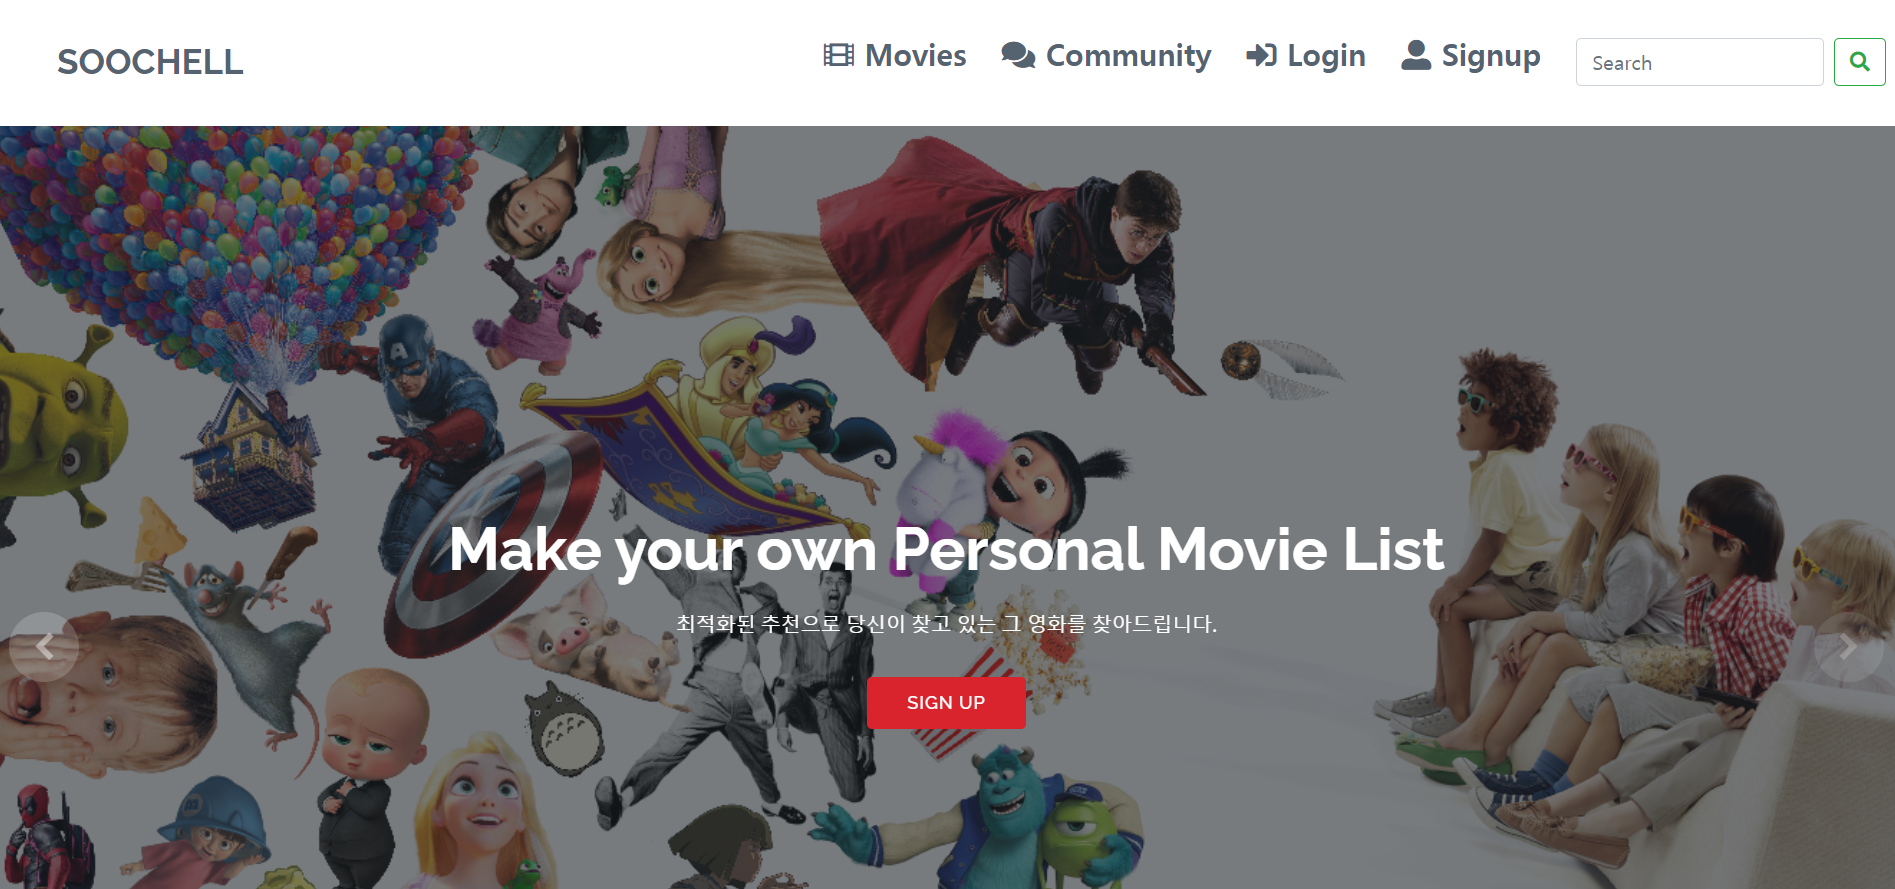 SOOCHELL
Movies
Community
Login
Signup
Search
Make your own Personal Movie List
최적화된 추천으로 당신이 찾고 있는 그 영화를 찾아드립니다.
SIGN UP